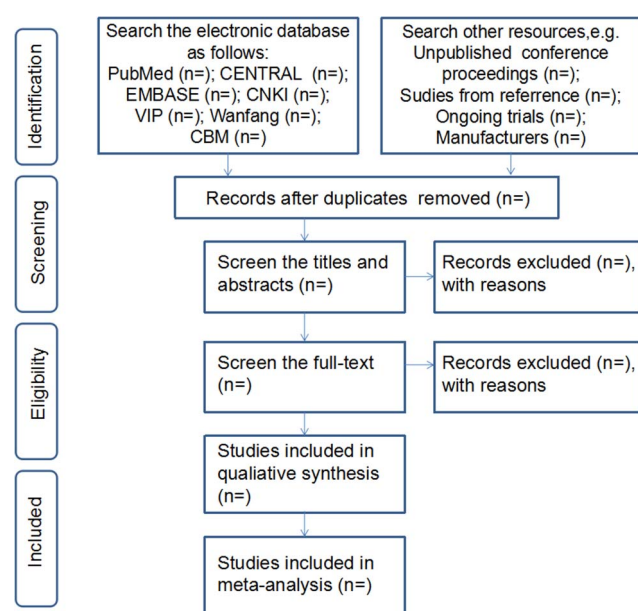 Identification
Search the electronic database
as follows:
PubMed (n=); CENTRAL (n=);
EMBASE (n=); CNKI (n=);
VIP (n=); Wanfang (n=);
CBM (n=)
Search other resources,e.g.
Unpublished conference
proceedings (n=);
Sudies from referrence (n=);
Ongoing trials (n=);
Manufacturers (n=)
Screening
Records after duplicates removed (n=)
Screen the titles and
abstracts (n=)
Records excluded (n=),
with reasons
Eligibility
Screen the full-text
(n=)
Records excluded (n=),
with reasons
Studies included in
qualiative synthesis
(n=)
Included
Studies included in
meta-analysis (n=)